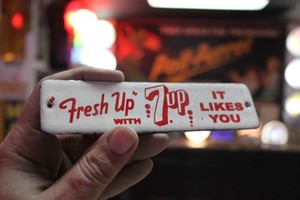 "Fresh Up"
WITH
7up
IT
LIKES
YOU